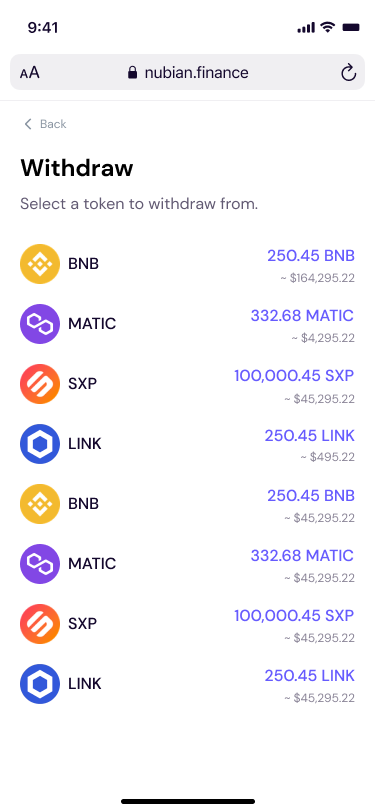 9:41
AA nubian.finance
Back
Withdraw
Select a token to withdraw from.
BNB 250.45 BNB
~ $164,295.22
MATIC 332.68 MATIC
~ $4,295.22
SXP 100,000.45 SXP
~ $45,295.22
LINK 250.45 LINK
~ $495.22
BNB 250.45 BNB
~ $45,295.22
MATIC 332.68 MATIC
~ $45,295.22
SXP 100,000.45 SXP
~ $45,295.22
LINK 250.45 LINK
~ $45,295.22